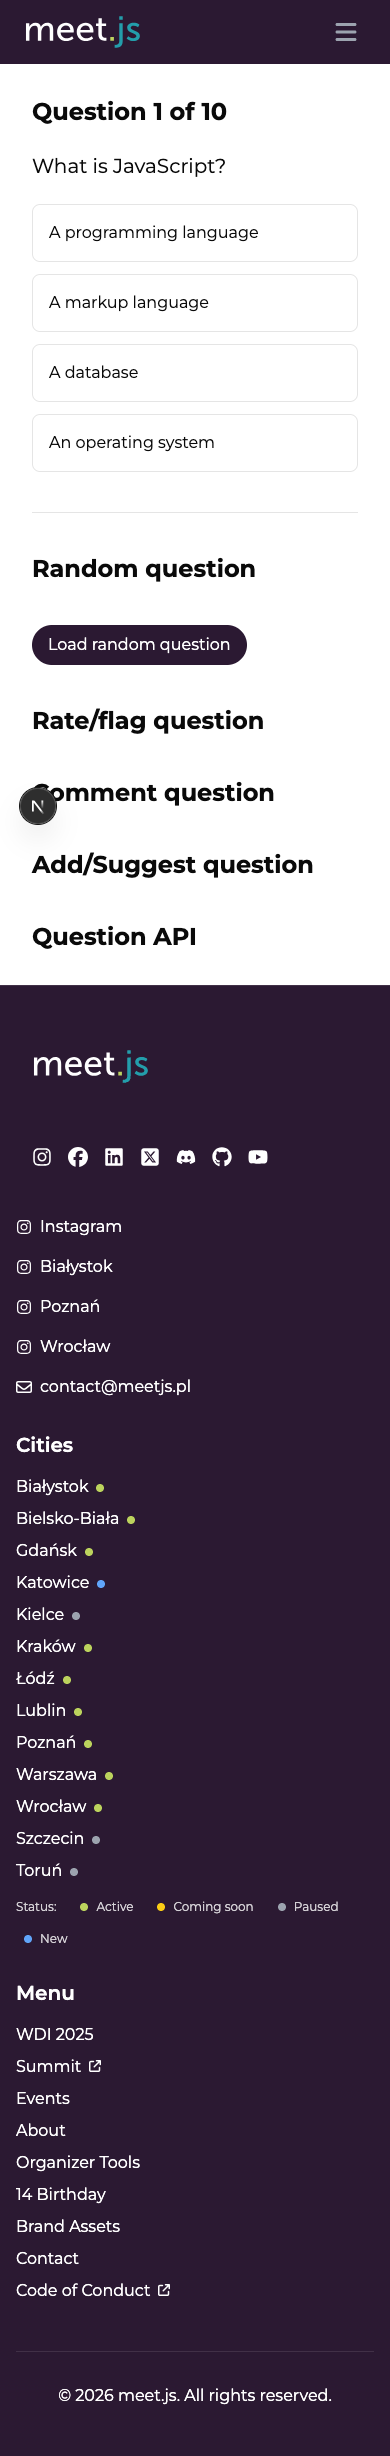 meet.js
Question 1 of 10
What is JavaScript?
A programming language
A markup language
A database
An operating system
Random question
Load random question
Rate/flag question
Comment question
Add/Suggest question
Question API
meet.js
Instagram
Białystok
Poznań
Wrocław
contact@meetjs.pl
Cities
Białystok
Bielsko-Biała
Gdańsk
Katowice
Kielce
Kraków
Łódź
Lublin
Poznań
Warszawa
Wrocław
Szczecin
Toruń
Status: Active Coming soon Paused
New
Menu
WDI 2025
Summit
Events
About
Organizer Tools
14 Birthday
Brand Assets
Contact
Code of Conduct
© 2026 meet.js. All rights reserved.